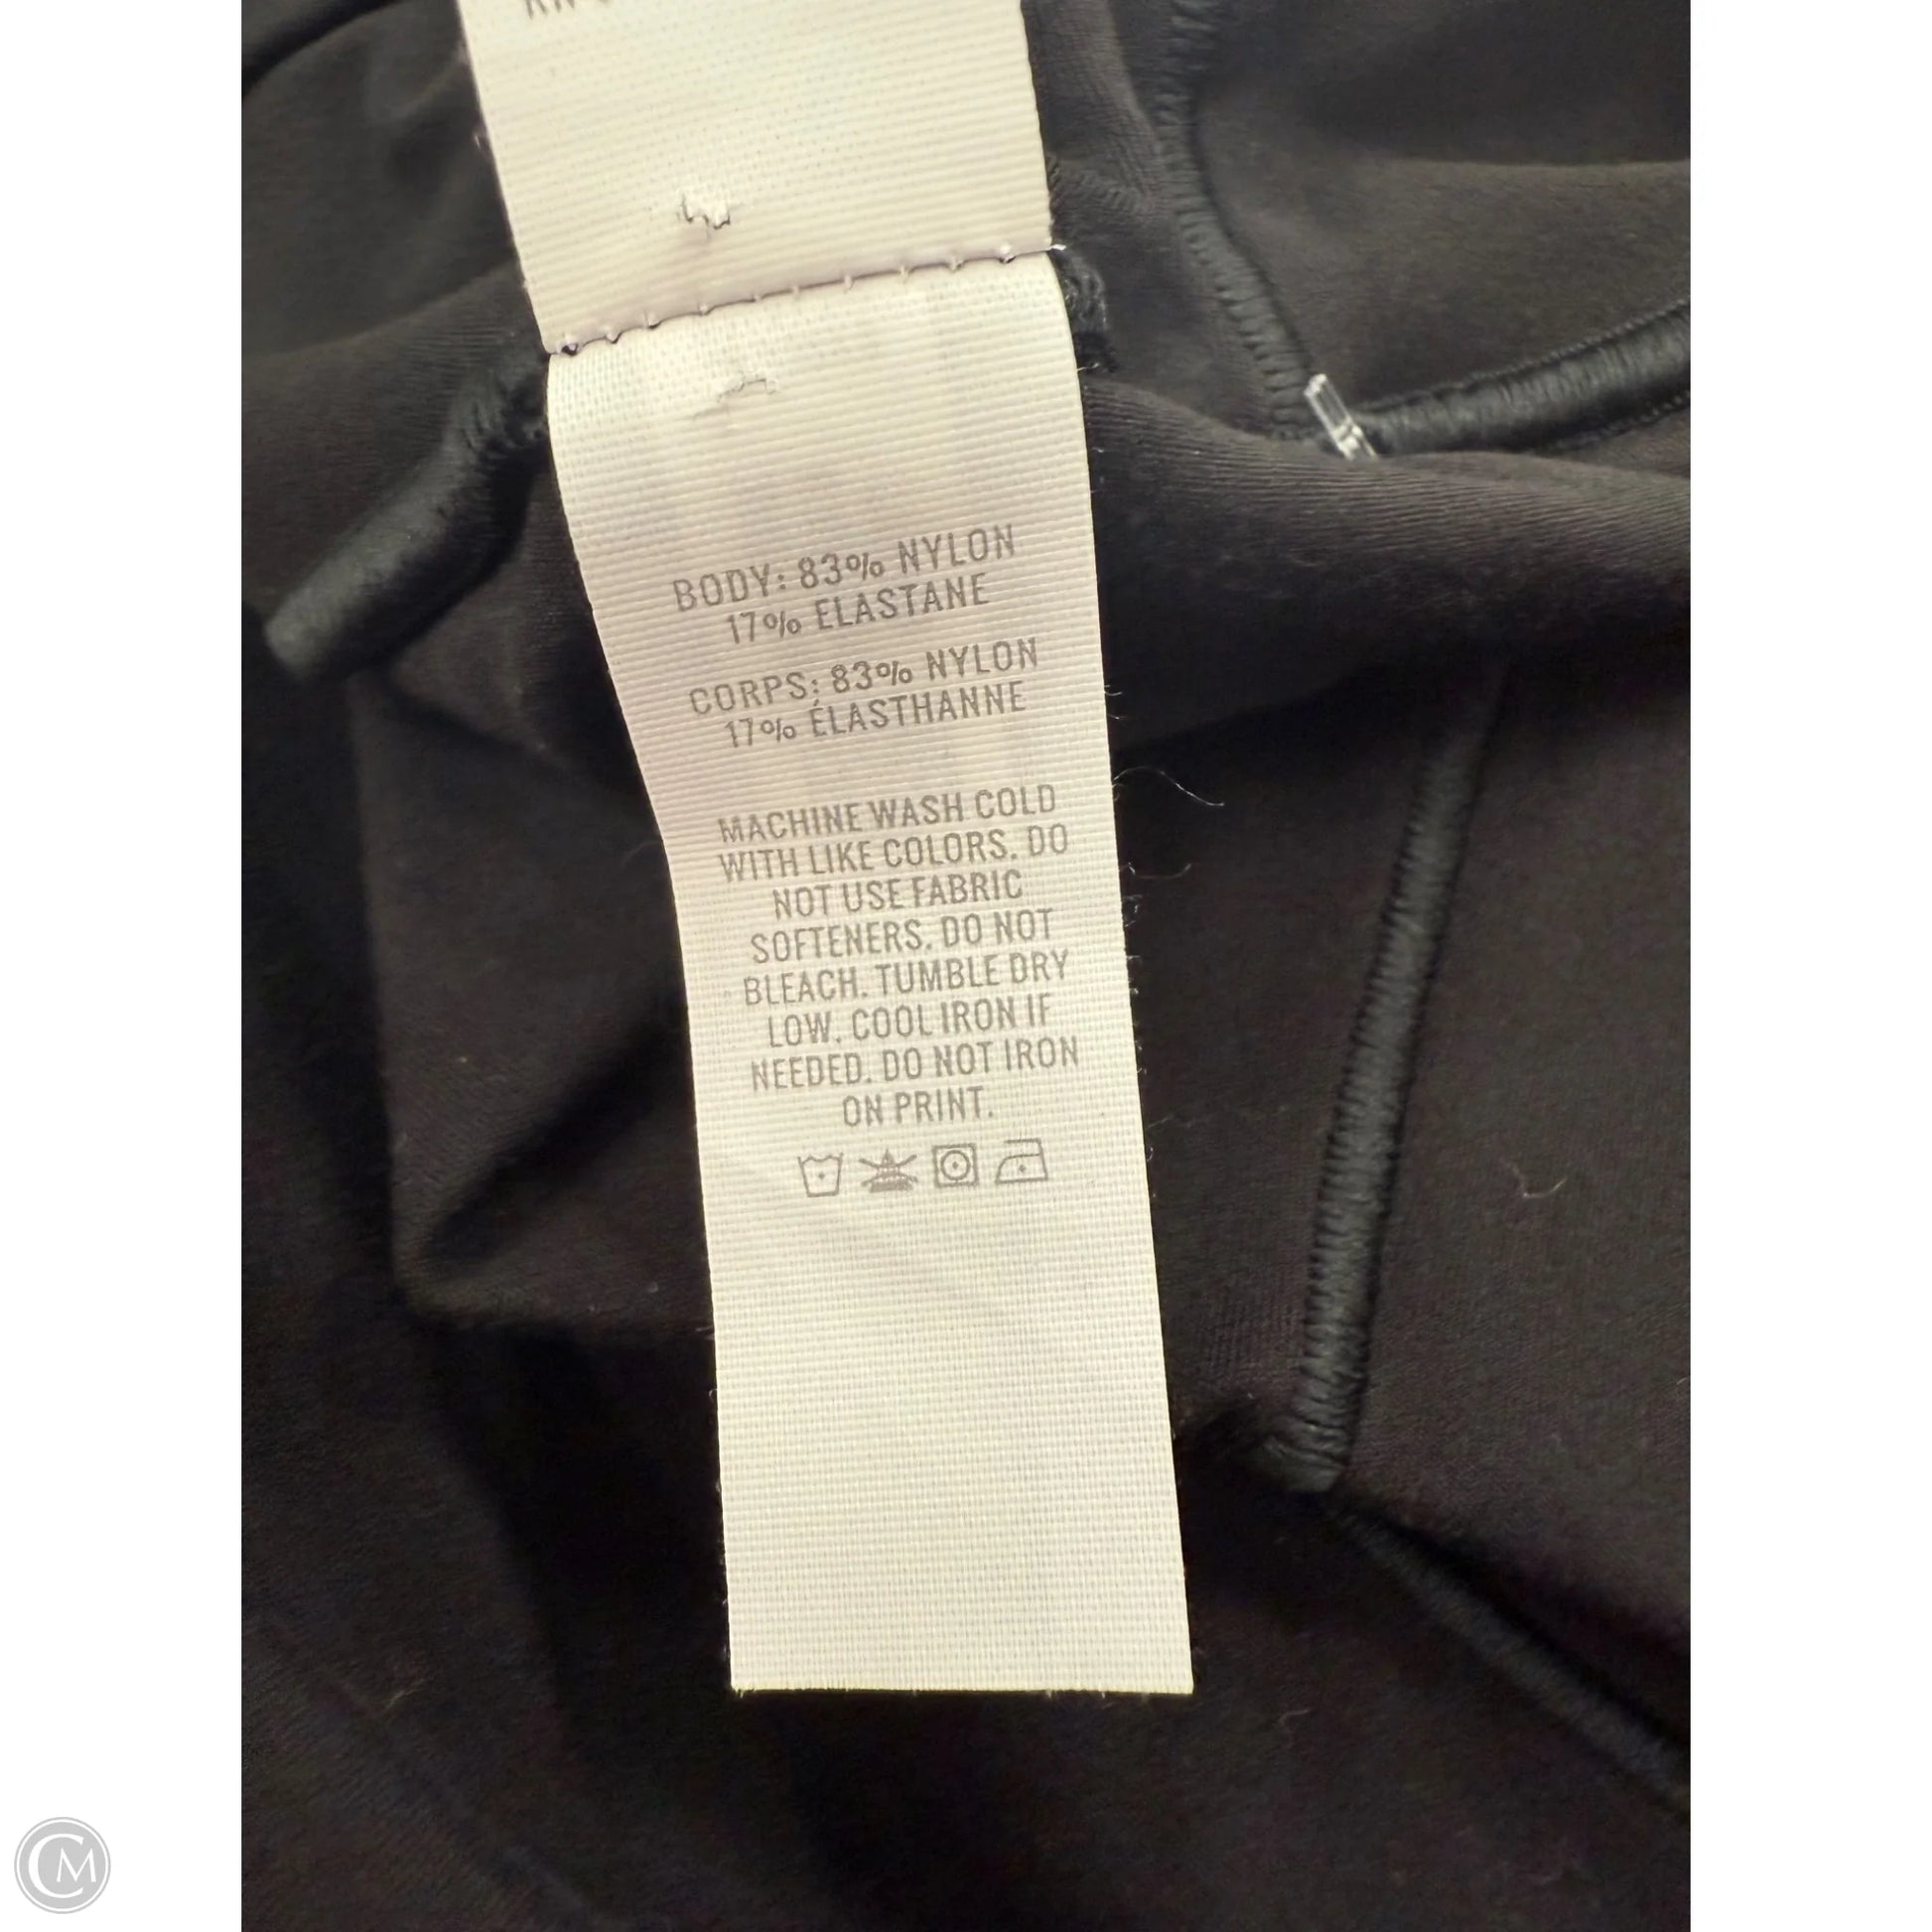 BODY: 83% NYLON
17% ELASTANE
CORPS: 83% NYLON
17% ÉLASTHANNE
MACHINE WASH COLD
WITH LIKE COLORS. DO
NOT USE FABRIC
SOFTENERS. DO NOT
BLEACH. TUMBLE DRY
LOW. COOL IRON IF
NEEDED. DO NOT IRON
ON PRINT.
CM